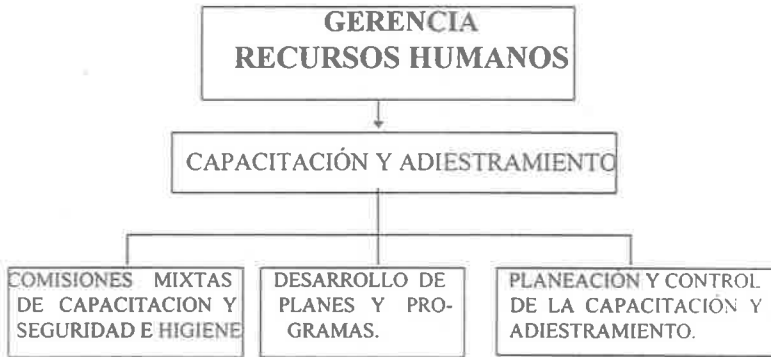 GERENCIA
RECURSOS HUMANOS
CAPACITACIÓN Y ADIESTRAMIENTO
COMISIONES MIXTAS
DE CAPACITACION Y
SEGURIDAD E HIGIENE
DESARROLLO DE
PLANES Y PRO-
GRAMAS.
PLANEACIÓN Y CONTROL
DE LA CAPACITACIÓN Y
ADIESTRAMIENTO.